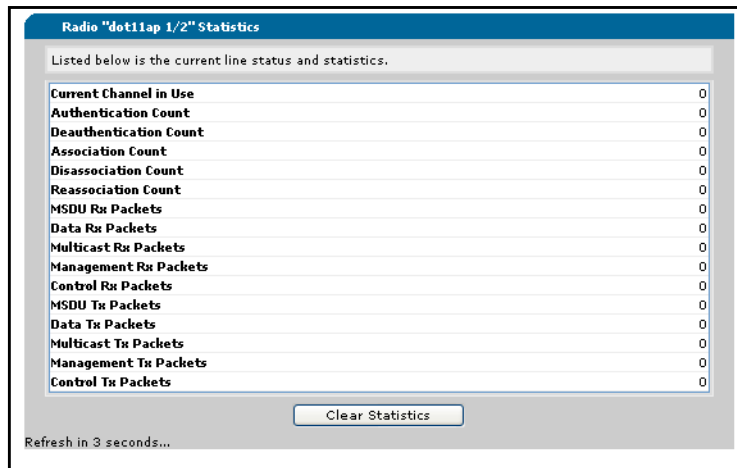 Radio "dot11ap 1/2" Statistics
Listed below is the current line status and statistics.
Current Channel in Use 0
Authentication Count 0
Deauthentication Count 0
Association Count 0
Disassociation Count 0
Reassociation Count 0
MSDU Rx Packets 0
Data Rx Packets 0
Multicast Rx Packets 0
Management Rx Packets 0
Control Rx Packets 0
MSDU Tx Packets 0
Data Tx Packets 0
Multicast Tx Packets 0
Management Tx Packets 0
Control Tx Packets 0
Clear Statistics
Refresh in 3 seconds...